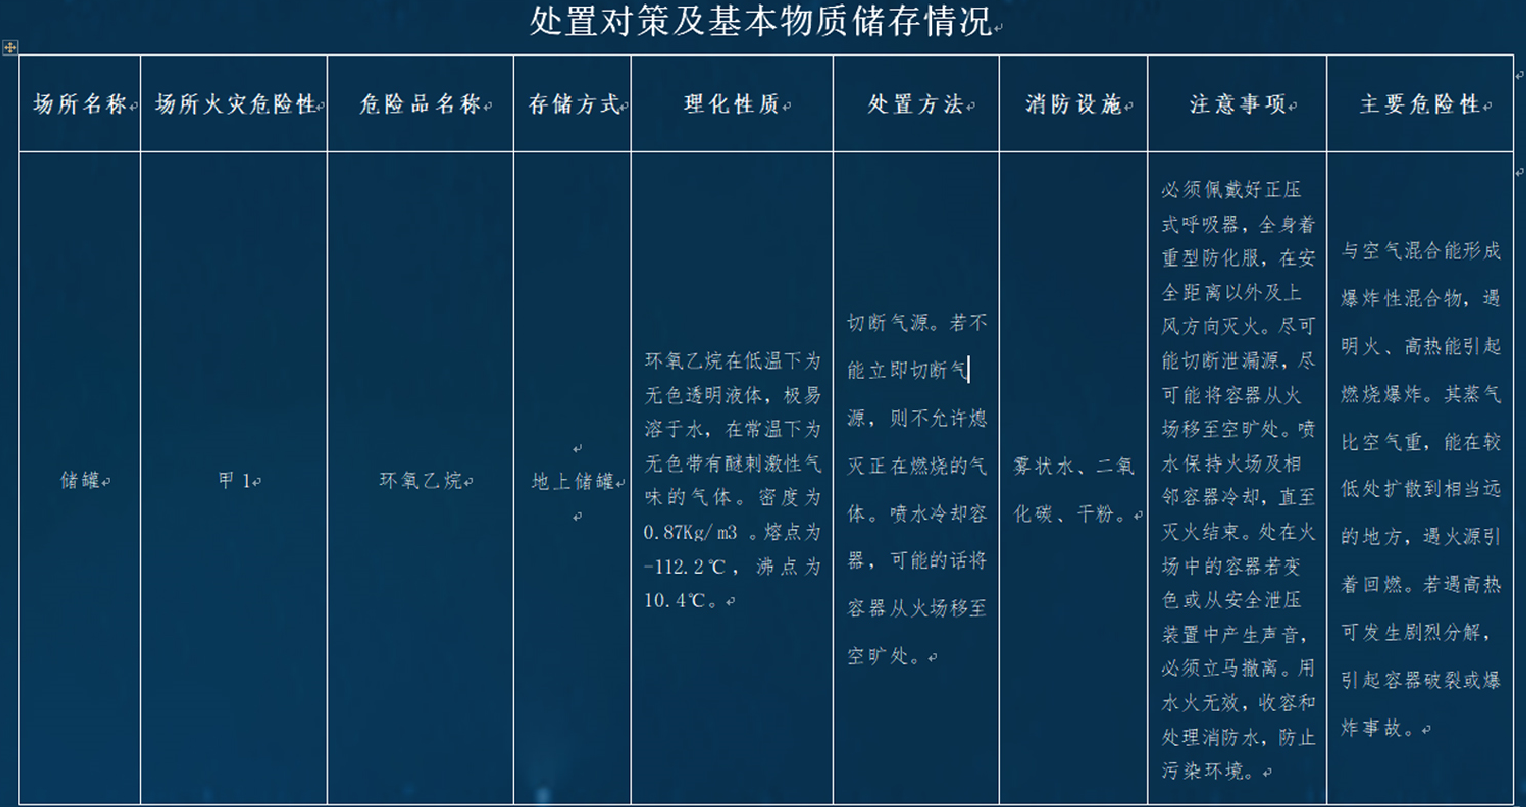 处置对策及基本物质储存情况
场所名称
场所火灾危险性
危险品名称
存储方式
理化性质
处置方法
消防设施
注意事项
主要危险性
储罐
甲1
环氧乙烷
地上储罐
环氧乙烷在低温下为
无色透明液体，极易
溶于水，在常温下为
无色带有醚刺激性气
味的气体。密度为
0.87Kg/m3 。熔点为
-112.2℃，沸点为
10.4℃。
切断气源。若不
能立即切断气
源，则不允许熄
灭正在燃烧的气
体。喷水冷却容
器，可能的话将
容器从火场移至
空旷处。
雾状水、二氧
化碳、干粉。
必须佩戴好正压
式呼吸器，全身着
重型防化服，在安
全距离以外及上
风方向灭火。尽可
能切断泄漏源，尽
可能将容器从火
场移至空旷处。喷
水保持火场及相
邻容器冷却，直至
灭火结束。处在火
场中的容器若变
色或从安全泄压
装置中产生声音，
必须立马撤离。用
水火无效，收容和
处理消防水，防止
污染环境。
与空气混合能形成
爆炸性混合物，遇
明火、高热能引起
燃烧爆炸。其蒸气
比空气重，能在较
低处扩散到相当远
的地方，遇火源引
着回燃。若遇高热
可发生剧烈分解，
引起容器破裂或爆
炸事故。